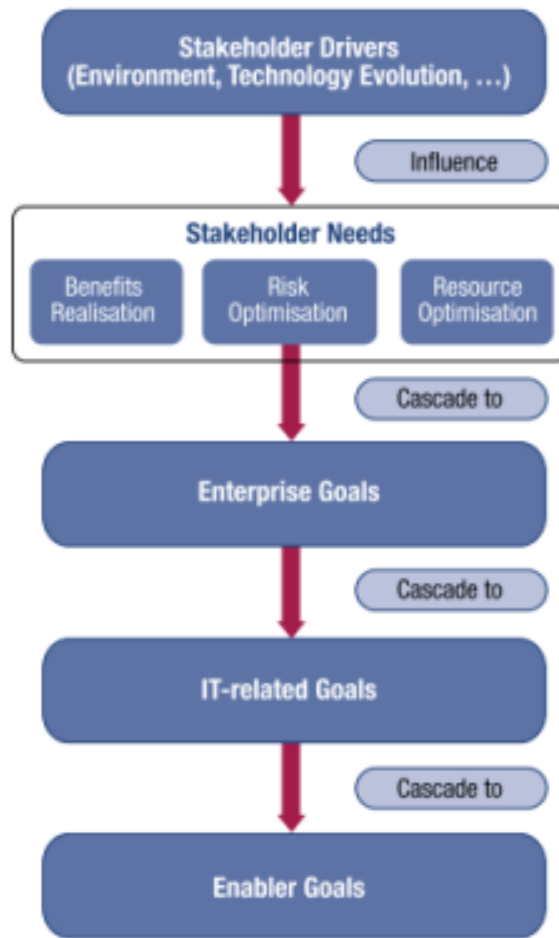 Stakeholder Drivers
(Environment, Technology Evolution, …)
Influence
Stakeholder Needs
Benefits
Realisation
Risk
Optimisation
Resource
Optimisation
Cascade to
Enterprise Goals
Cascade to
IT-related Goals
Cascade to
Enabler Goals